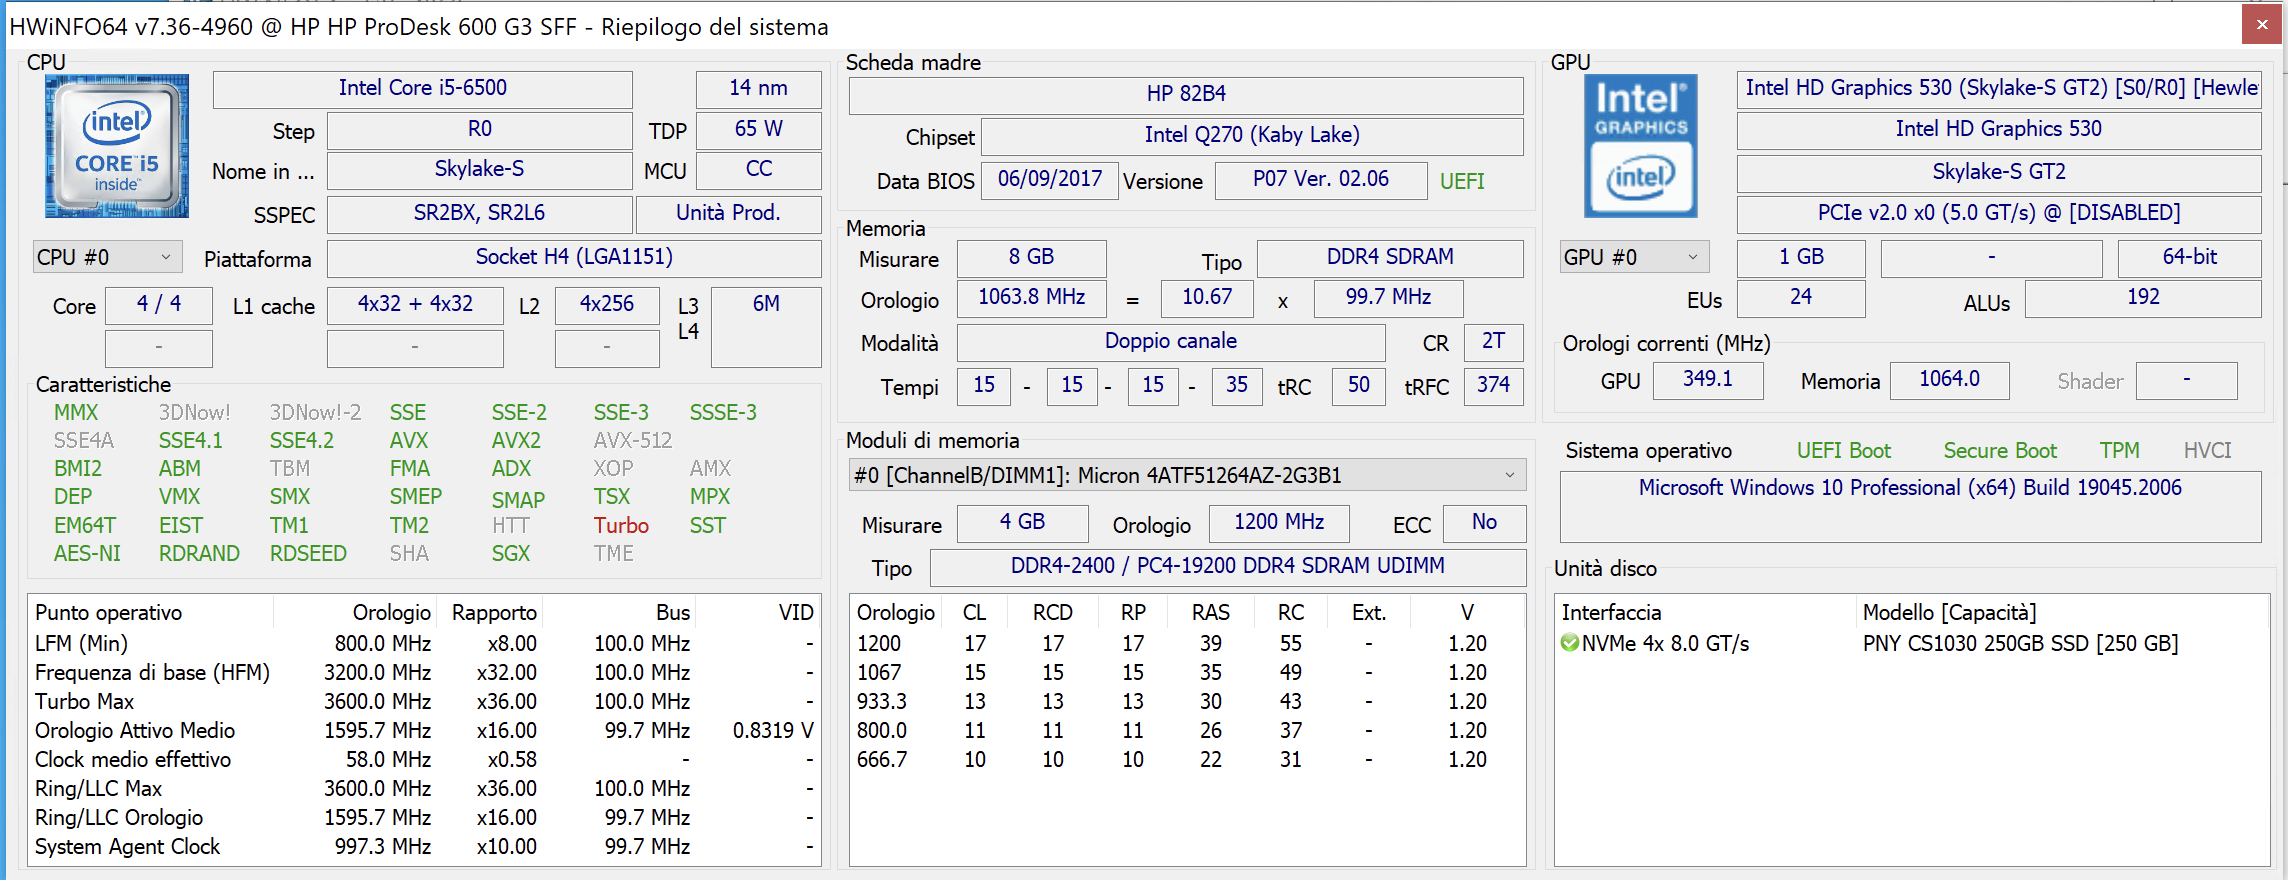 HWiNFO64 v7.36-4960 @ HP HP ProDesk 600 G3 SFF - Riepilogo del sistema
CPU
intel
CORE i5
inside
Intel Core i5-6500
14 nm
Step
R0
TDP
65 W
Nome in ...
Skylake-S
MCU
CC
SSPEC
SR2BX, SR2L6
Unità Prod.
CPU #0
Piattaforma
Socket H4 (LGA1151)
Core
4 / 4
L1 cache
4x32 + 4x32
L2
4x256
L3
6M
L4
-
-
-
Caratteristiche
MMX 3DNow! 3DNow!-2 SSE SSE-2 SSE-3 SSSE-3
SSE4A SSE4.1 SSE4.2 AVX AVX2 AVX-512
BMI2 ABM TBM FMA ADX XOP AMX
DEP VMX SMX SMEP SMAP TSX MPX
EM64T EIST TM1 TM2 HTT Turbo SST
AES-NI RDRAND RDSEED SHA SGX TME
Punto operativo Orologio Rapporto Bus VID
LFM (Min) 800.0 MHz x8.00 100.0 MHz -
Frequenza di base (HFM) 3200.0 MHz x32.00 100.0 MHz -
Turbo Max 3600.0 MHz x36.00 100.0 MHz -
Orologio Attivo Medio 1595.7 MHz x16.00 99.7 MHz 0.8319 V
Clock medio effettivo 58.0 MHz x0.58 - -
Ring/LLC Max 3600.0 MHz x36.00 100.0 MHz -
Ring/LLC Orologio 1595.7 MHz x16.00 99.7 MHz -
System Agent Clock 997.3 MHz x10.00 99.7 MHz -
Scheda madre
HP 82B4
Chipset
Intel Q270 (Kaby Lake)
Data BIOS
06/09/2017
Versione
P07 Ver. 02.06
UEFI
Memoria
Misurare
8 GB
Tipo
DDR4 SDRAM
Orologio
1063.8 MHz = 10.67 x 99.7 MHz
Modalità
Doppio canale
CR
2T
Tempi
15 - 15 - 15 - 35
tRC
50
tRFC
374
Moduli di memoria
#0 [ChannelB/DIMM1]: Micron 4ATF51264AZ-2G3B1
Misurare
4 GB
Orologio
1200 MHz
ECC
No
Tipo
DDR4-2400 / PC4-19200 DDR4 SDRAM UDIMM
Orologio CL RCD RP RAS RC Ext. V
1200 17 17 17 39 55 - 1.20
1067 15 15 15 35 49 - 1.20
933.3 13 13 13 30 43 - 1.20
800.0 11 11 11 26 37 - 1.20
666.7 10 10 10 22 31 - 1.20
GPU
Intel
GRAPHICS
intel
Intel HD Graphics 530 (Skylake-S GT2) [S0/R0] [Hewle
Intel HD Graphics 530
Skylake-S GT2
PCIe v2.0 x0 (5.0 GT/s) @ [DISABLED]
GPU #0
1 GB
-
64-bit
EUs
24
ALUs
192
Orologi correnti (MHz)
GPU
349.1
Memoria
1064.0
Shader
-
Sistema operativo
UEFI Boot
Secure Boot
TPM
HVCI
Microsoft Windows 10 Professional (x64) Build 19045.2006
Unità disco
Interfaccia Modello [Capacità]
NVMe 4x 8.0 GT/s PNY CS1030 250GB SSD [250 GB]